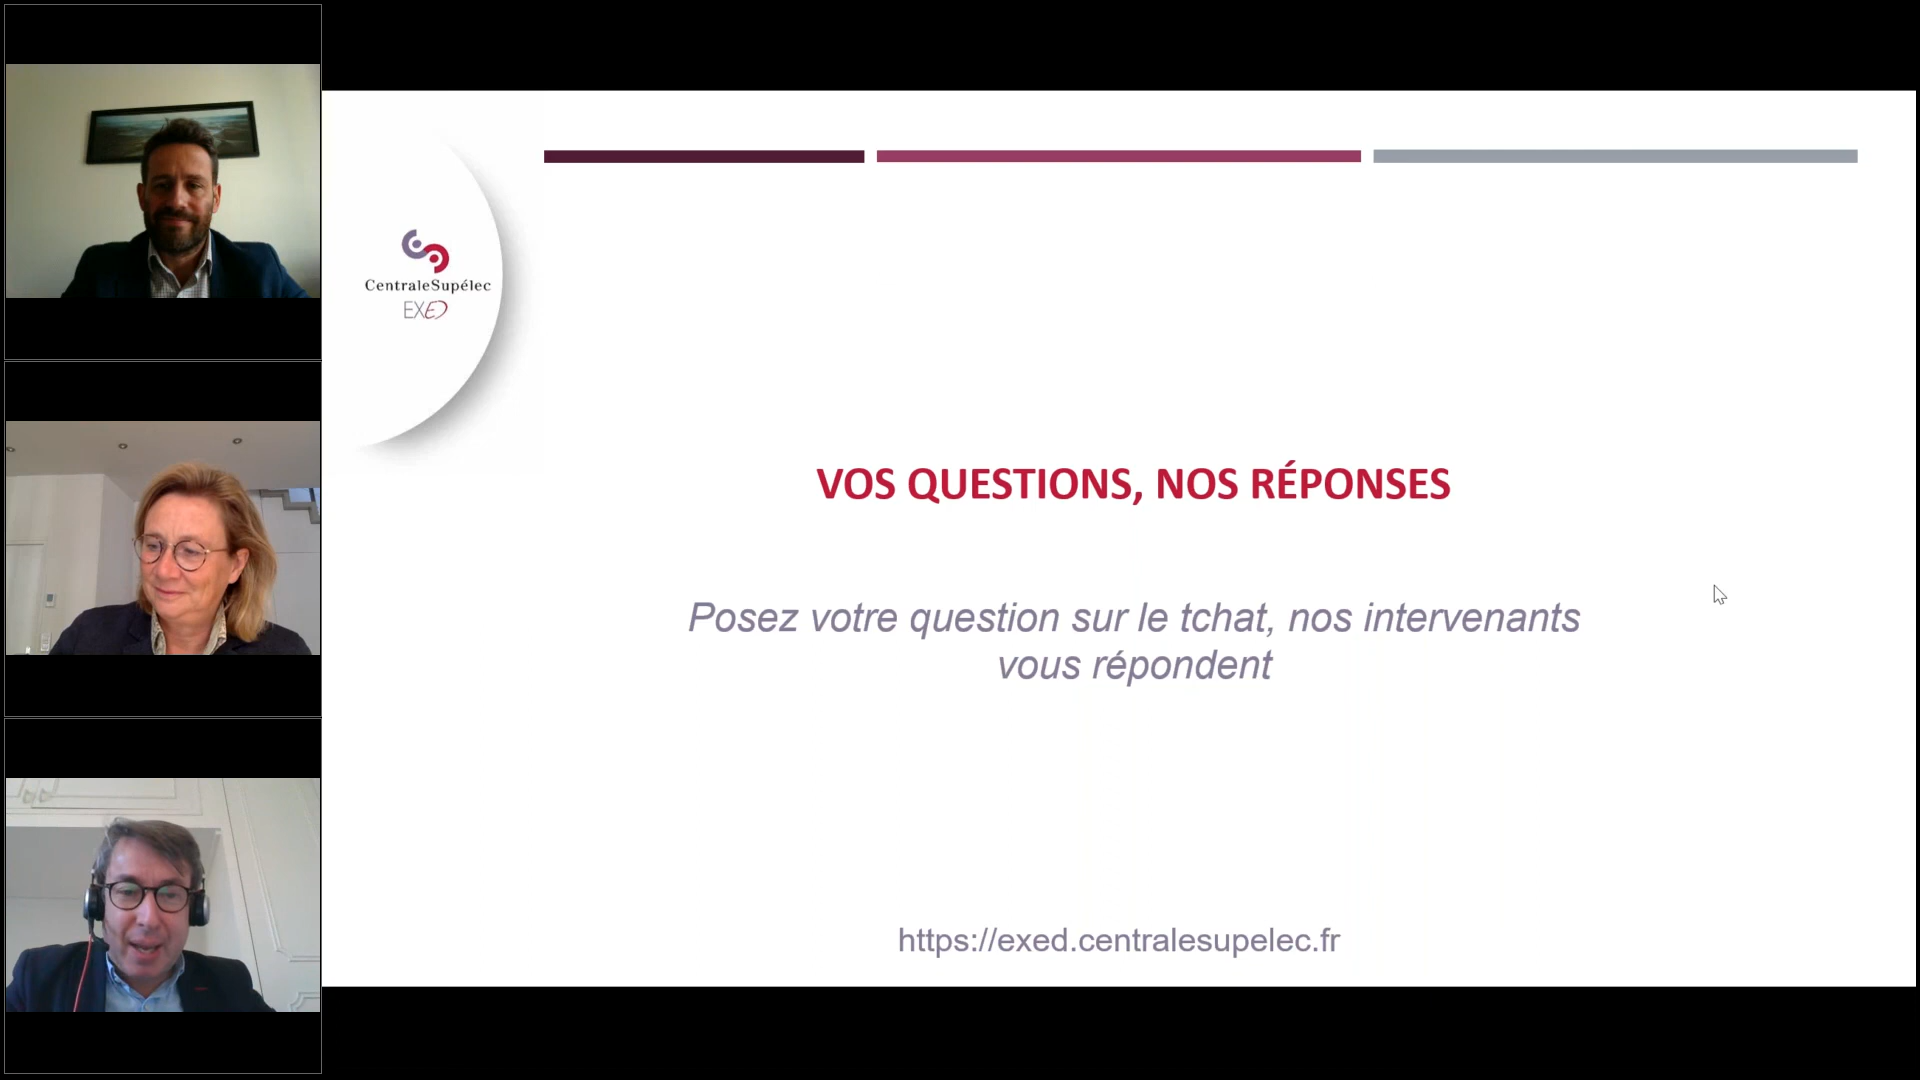 CentraleSupélec
EXED
VOS QUESTIONS, NOS RÉPONSES
Posez votre question sur le tchat, nos intervenants
vous répondent
https://exed.centralesupelec.fr